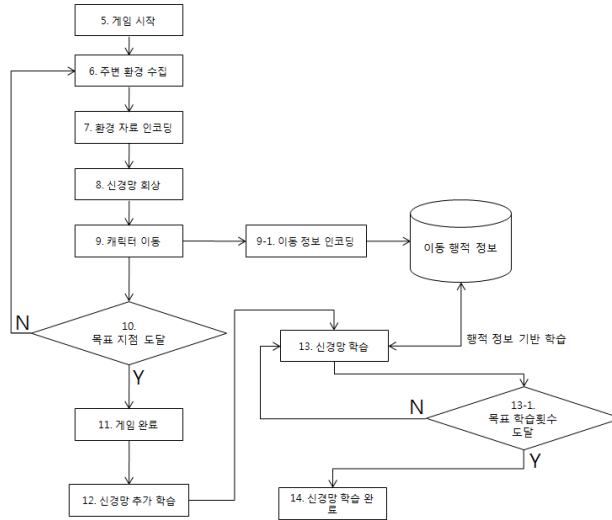 5. 게임 시작
6. 주변 환경 수집
7. 환경 자료 인코딩
8. 신경망 회상
9. 캐릭터 이동
9-1. 이동 정보 인코딩
이동 행적 정보
N
10.
목표 지점 도달
Y
13. 신경망 학습
행적 정보 기반 학습
N
13-1.
목표 학습횟수
도달
Y
11. 게임 완료
12. 신경망 추가 학습
14. 신경망 학습 완
료